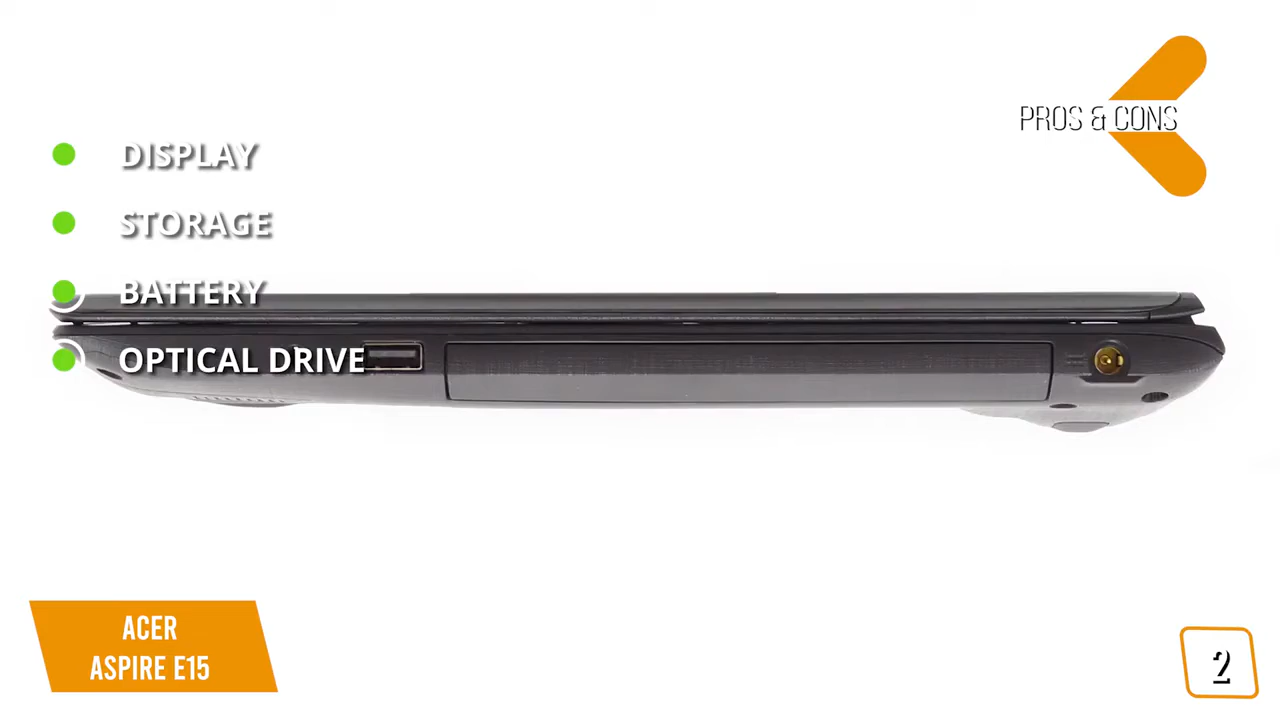 PROS & CONS
DISPLAY
STORAGE
BATTERY
OPTICAL DRIVE
ACER
ASPIRE E15
2